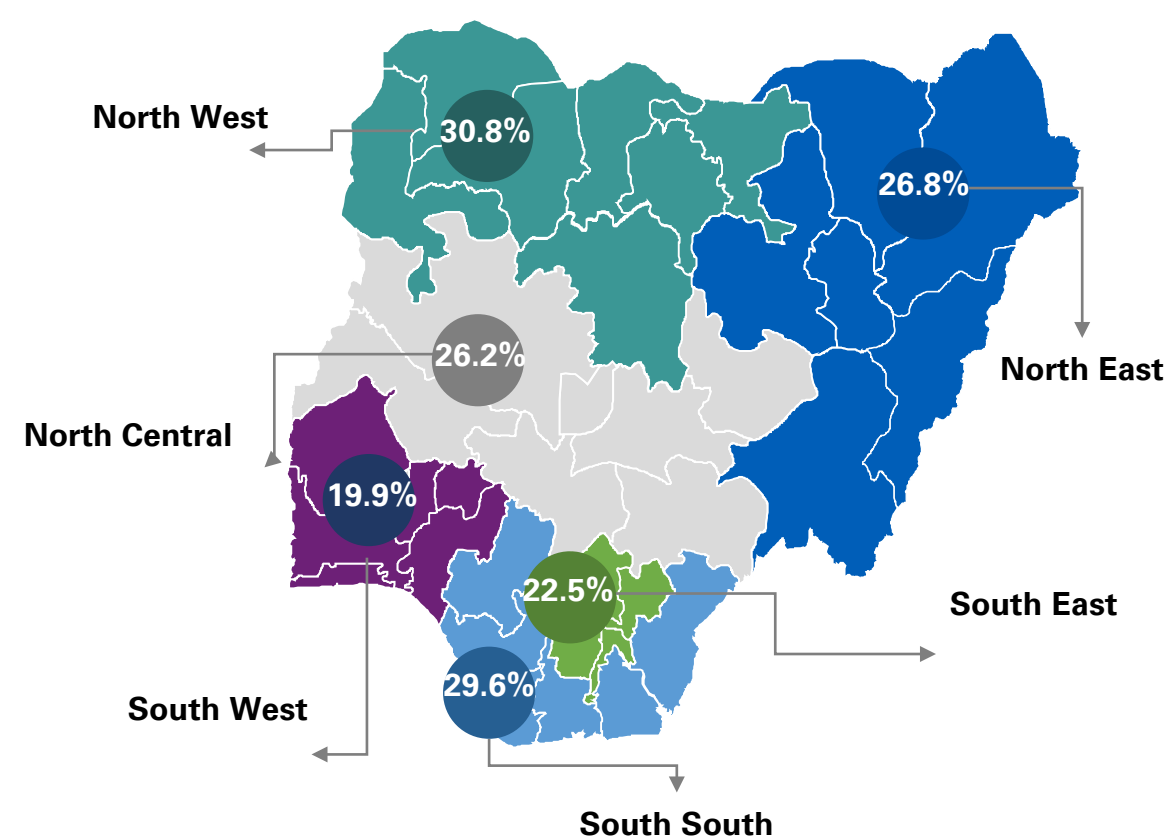 North West
30.8%
26.8%
North East
26.2%
North Central
19.9%
22.5%
South East
29.6%
South West
South South